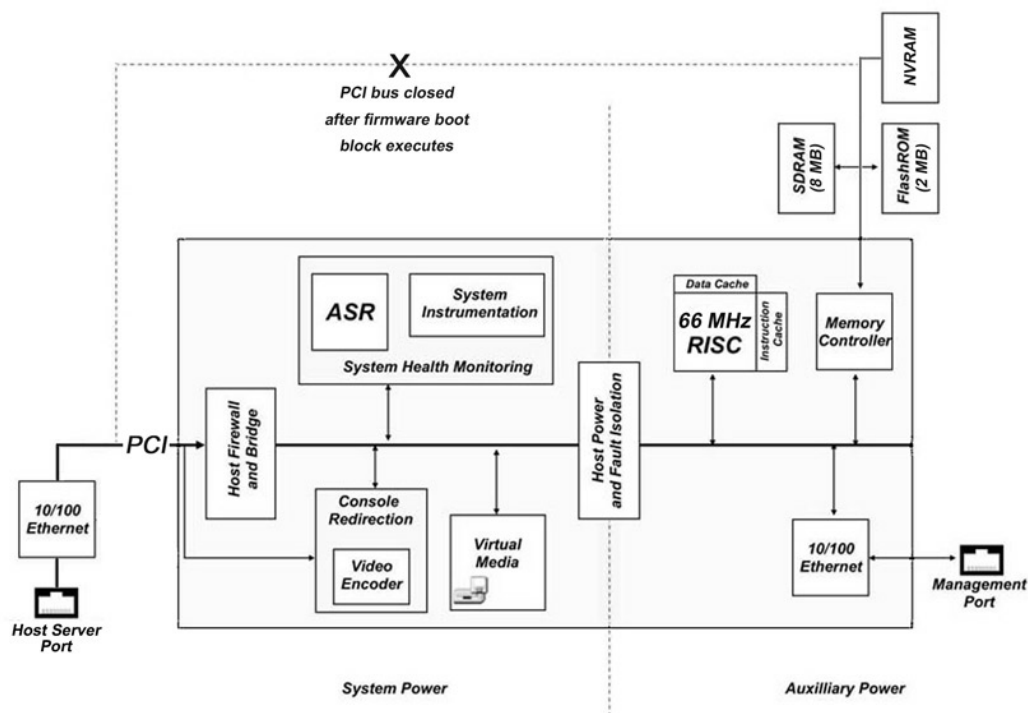 X
PCI bus closed
after firmware boot
block executes
NVRAM
SDRAM
(8 MB)
FlashROM
(2 MB)
ASR
System
Instrumentation
System Health Monitoring
Data Cache
66 MHz
RISC
Instruction
Cache
Memory
Controller
PCI
Host Firewall
and Bridge
Host Power
and Fault Isolation
10/100
Ethernet
Host Server
Port
Console
Redirection
Video
Encoder
Virtual
Media
10/100
Ethernet
Management
Port
System Power
Auxilliary Power